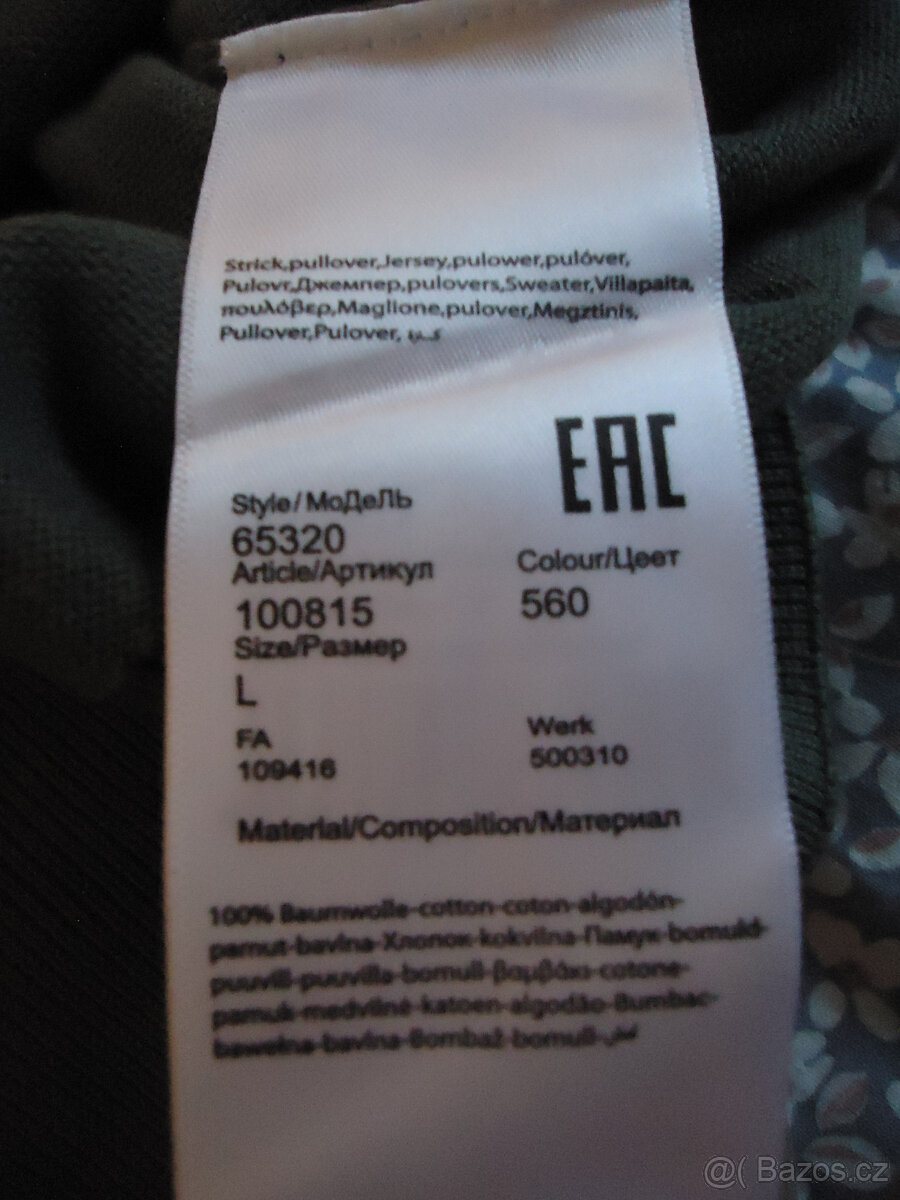 Strick,pullover,Jersey,pulower,pulóver,
Pulovr,Джемпер,pulovers,Sweater,Villapaita,
πουλόβερ,Maglione,pulover,Megztinis,
Pullover,Pulover,
EAC
Style/МоДеЛЬ
65320
Article/Артикул
Colour/Цвет
100815
560
Size/Размер
L
FA
Werk
109416
500310
Material/Composition/Материал
100% Baumwolle-cotton-coton-algodón-
pamut-bavlna-Хлопок-kokvilna-Памук-bomuld-
puuvill-puuvilla-bomull-βαμβάκι-cotone-
pamuk-medvilnė-katoen-algodão-Bumbac-
bawełna-bavlna-Bombaž-bomull-
@( Bazos.cz